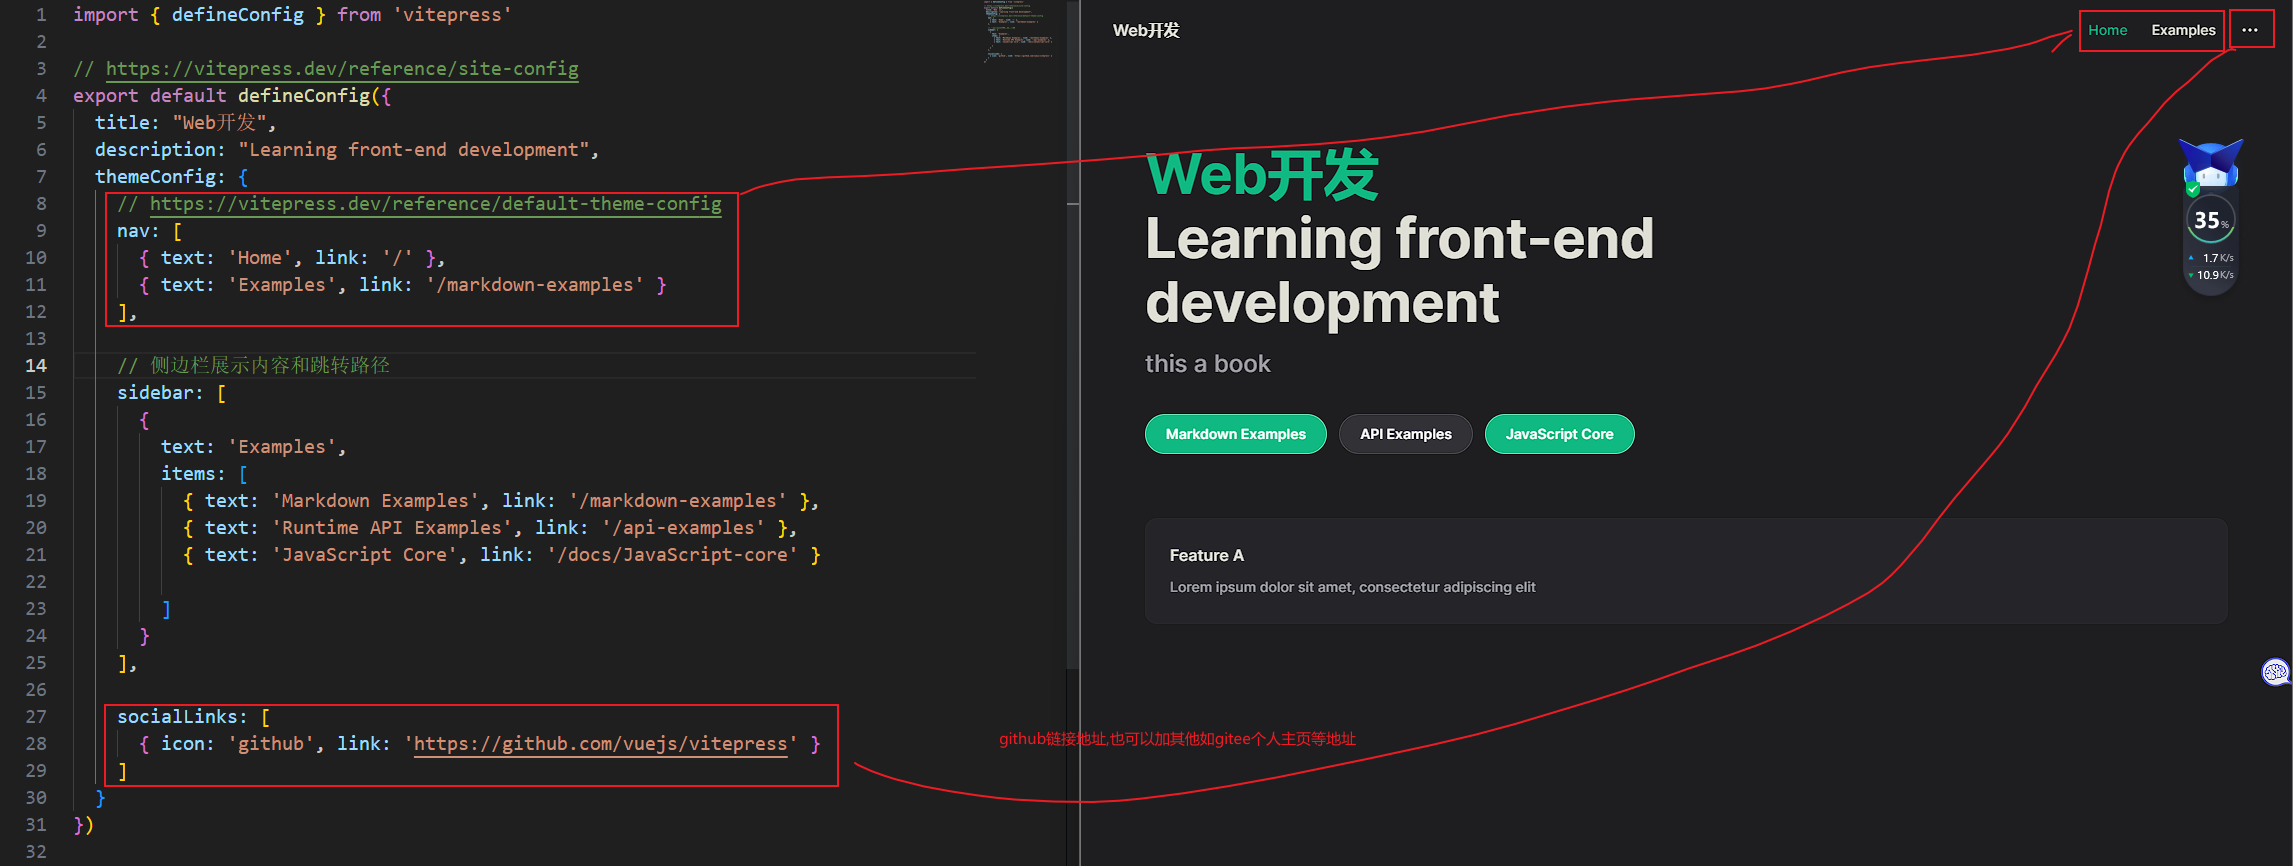 1 import { defineConfig } from 'vitepress'
2
3 // https://vitepress.dev/reference/site-config
4 export default defineConfig({
5 title: "Web开发",
6 description: "Learning front-end development",
7 themeConfig: {
8 // https://vitepress.dev/reference/default-theme-config
9 nav: [
10 { text: 'Home', link: '/' },
11 { text: 'Examples', link: '/markdown-examples' }
12 ],
13
14 // 侧边栏展示内容和跳转路径
15 sidebar: [
16 {
17 text: 'Examples',
18 items: [
19 { text: 'Markdown Examples', link: '/markdown-examples' },
20 { text: 'Runtime API Examples', link: '/api-examples' },
21 { text: 'JavaScript Core', link: '/docs/JavaScript-core' }
22
23 ]
24 }
25 ],
26
27 socialLinks: [
28 { icon: 'github', link: 'https://github.com/vuejs/vitepress' }
29 ]
30 }
31 })
32
github链接地址,也可以加其他如gitee个人主页等地址
Web开发
Home Examples ···
Web开发
Learning front-end
development
this a book
Markdown Examples API Examples JavaScript Core
Feature A
Lorem ipsum dolor sit amet, consectetur adipiscing elit
35%
1.7K/s
10.9K/s